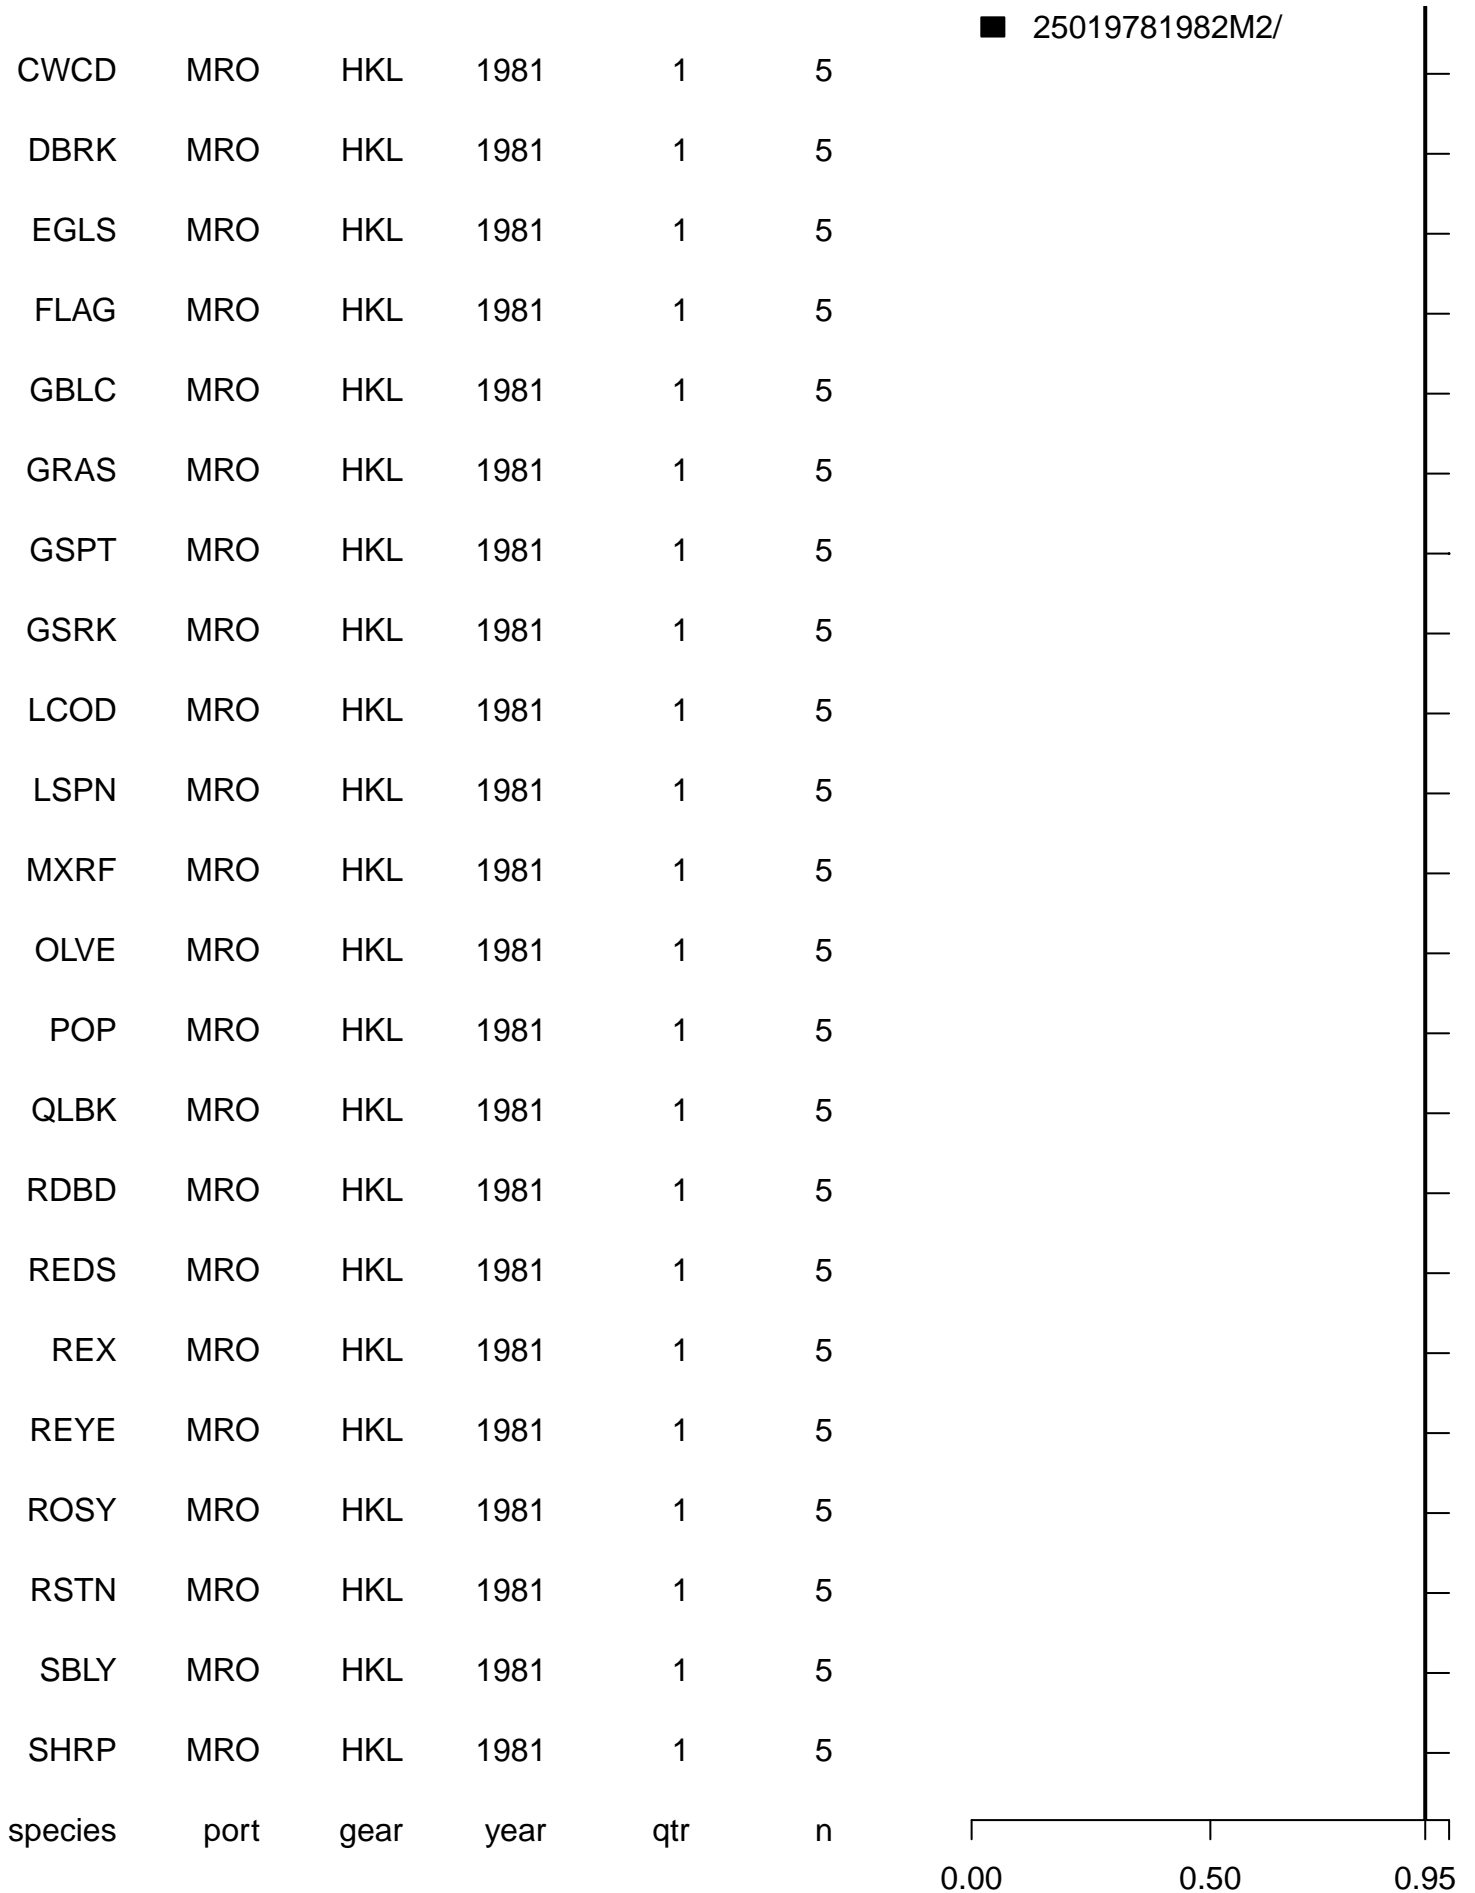 25019781982M2/
CWCD MRO HKL 1981 1 5
DBRK MRO HKL 1981 1 5
EGLS MRO HKL 1981 1 5
FLAG MRO HKL 1981 1 5
GBLC MRO HKL 1981 1 5
GRAS MRO HKL 1981 1 5
GSPT MRO HKL 1981 1 5
GSRK MRO HKL 1981 1 5
LCOD MRO HKL 1981 1 5
LSPN MRO HKL 1981 1 5
MXRF MRO HKL 1981 1 5
OLVE MRO HKL 1981 1 5
POP MRO HKL 1981 1 5
QLBK MRO HKL 1981 1 5
RDBD MRO HKL 1981 1 5
REDS MRO HKL 1981 1 5
REX MRO HKL 1981 1 5
REYE MRO HKL 1981 1 5
ROSY MRO HKL 1981 1 5
RSTN MRO HKL 1981 1 5
SBLY MRO HKL 1981 1 5
SHRP MRO HKL 1981 1 5
species port gear year qtr n
0.00 0.50 0.95